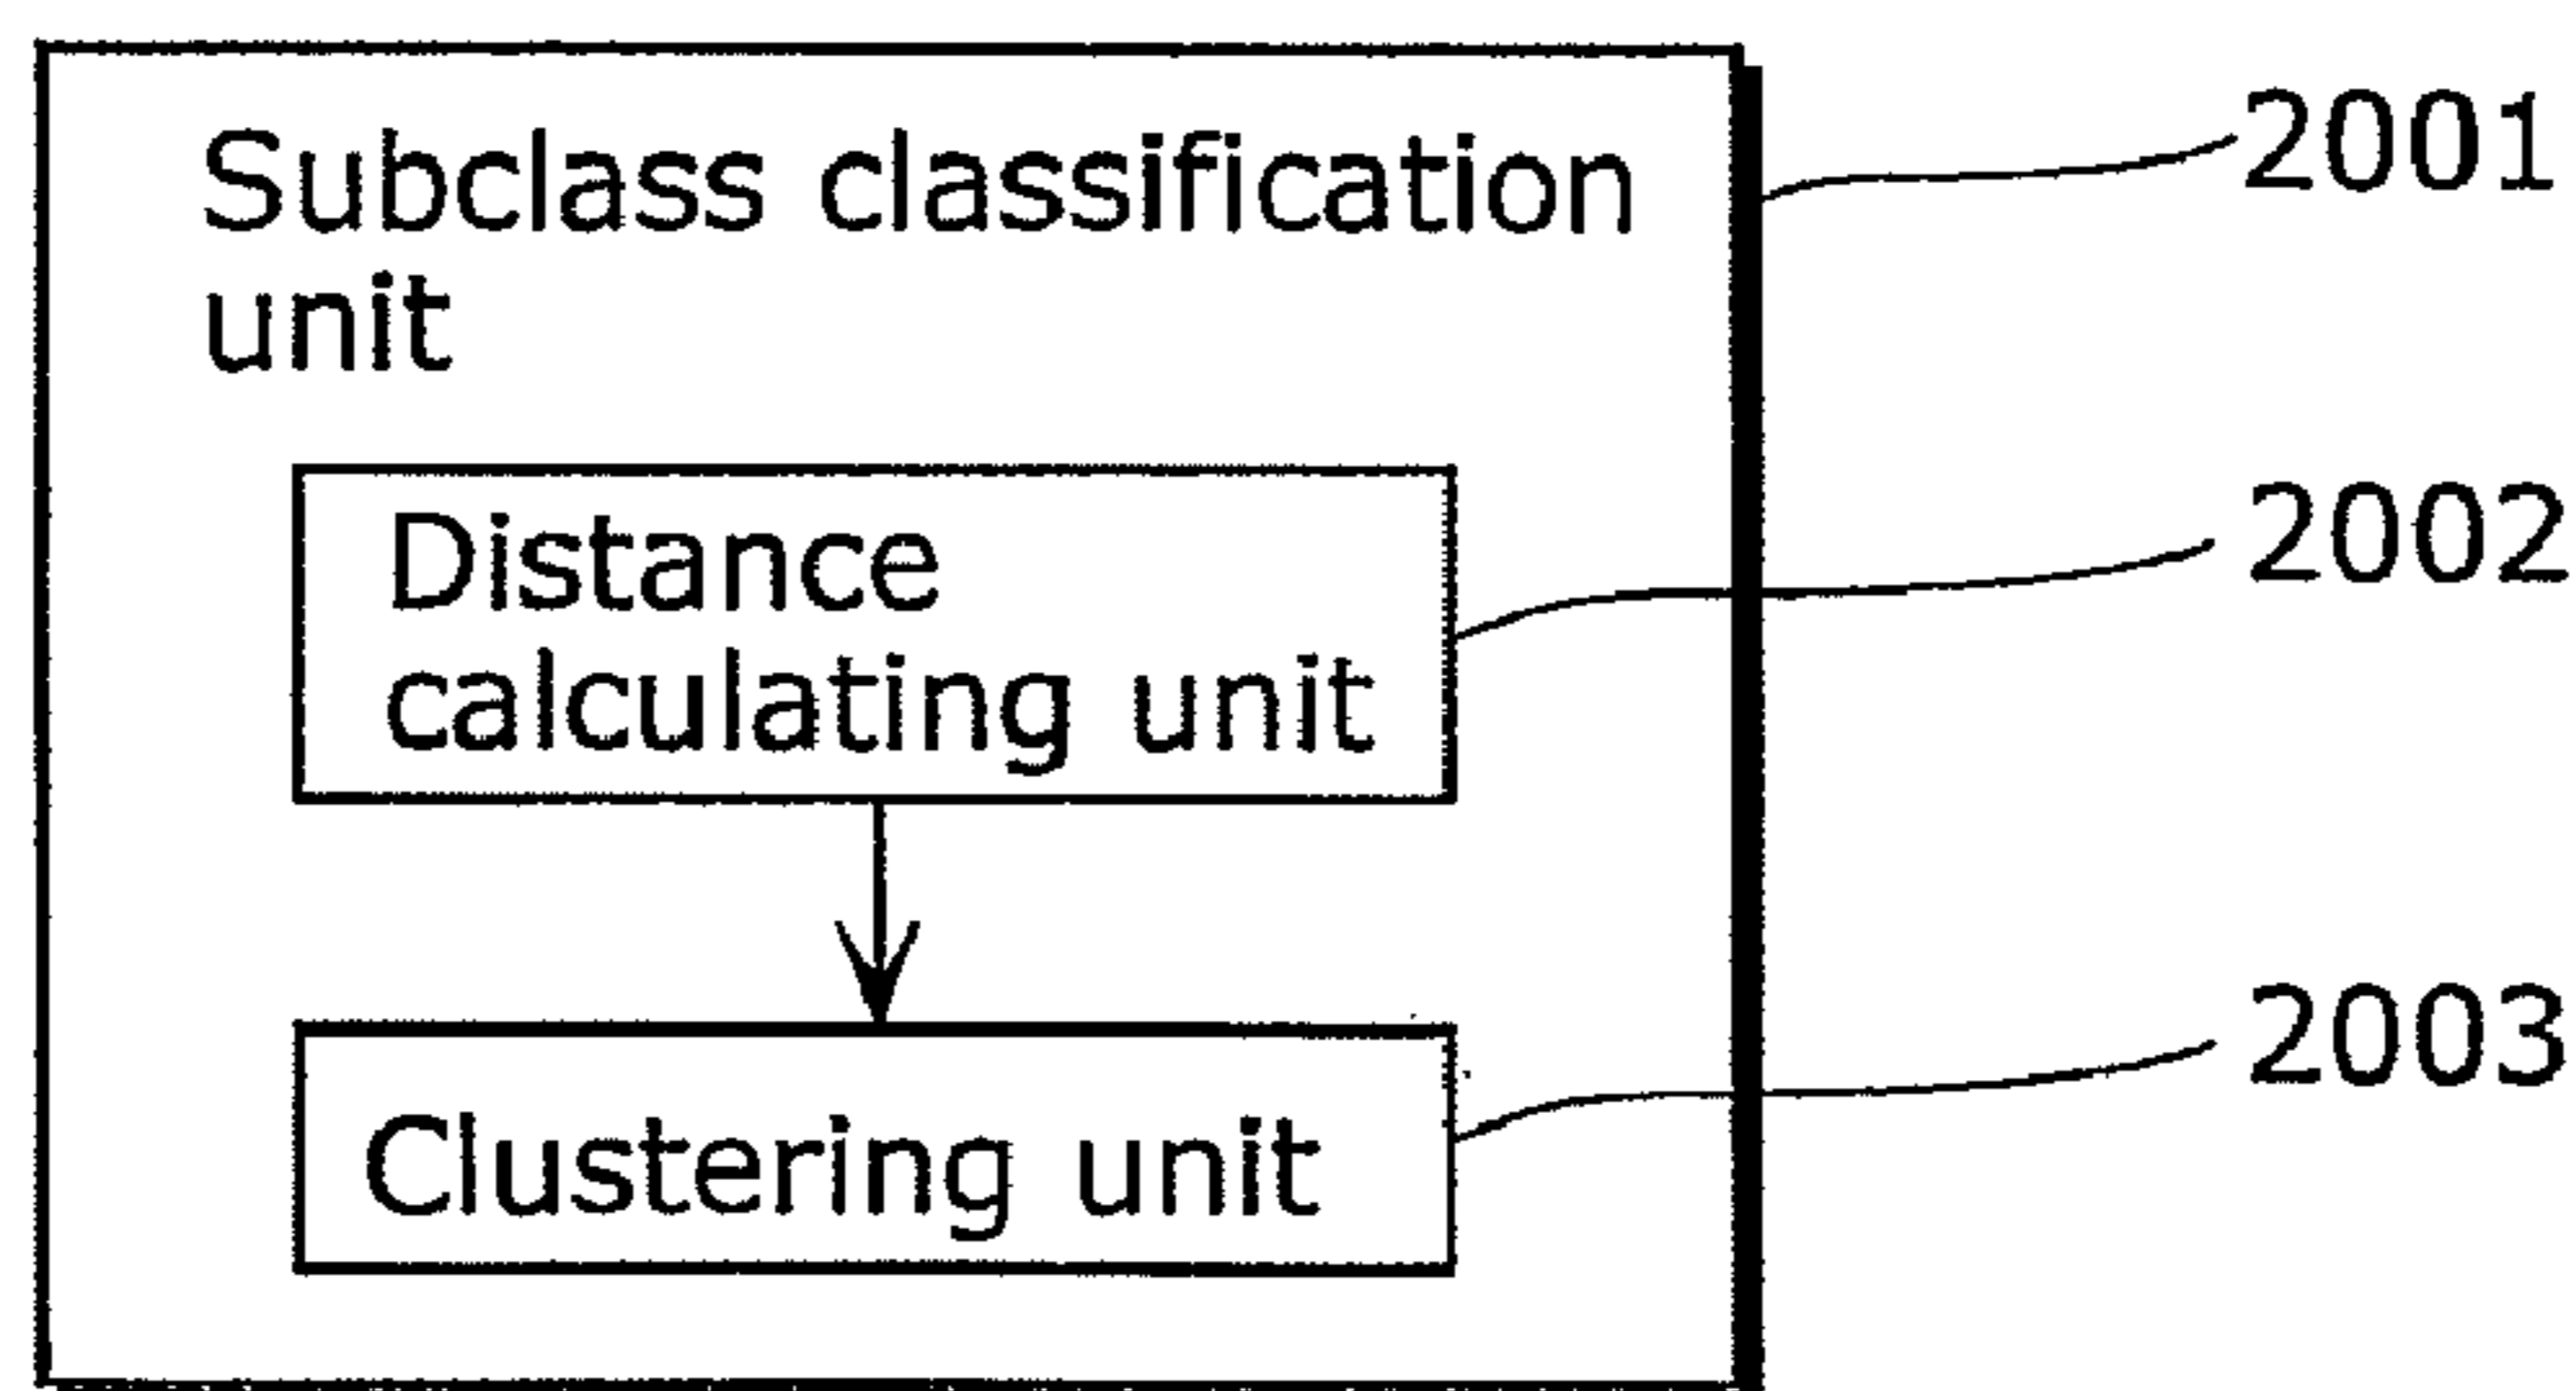 Subclass classification
unit
2001
Distance
calculating unit
2002
Clustering unit
2003